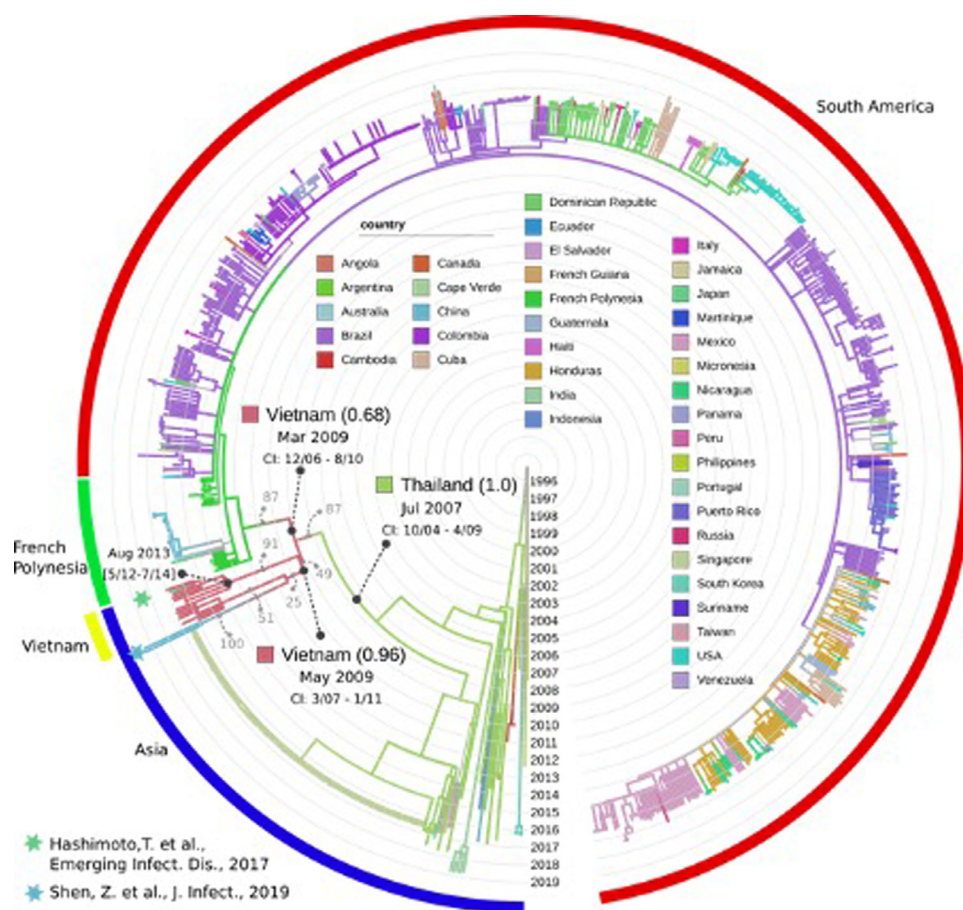 South America
country
Angola
Argentina
Australia
Brazil
Cambodia
Canada
Cape Verde
China
Colombia
Cuba
Dominican Republic
Ecuador
El Salvador
French Guiana
French Polynesia
Guatemala
Haiti
Honduras
India
Indonesia
Italy
Jamaica
Japan
Martinique
Mexico
Micronesia
Nicaragua
Panama
Peru
Philippines
Portugal
Puerto Rico
Russia
Singapore
South Korea
Suriname
Taiwan
USA
Venezuela
Vietnam (0.68)
Mar 2009
CI: 12/06 - 8/10
Thailand (1.0)
Jul 2007
CI: 10/04 - 4/09
87
87
91
49
25
51
100
French
Polynesia
Aug 2013
[5/12-7/14]
Vietnam
Vietnam (0.96)
May 2009
CI: 3/07 - 1/11
Asia
1996
1997
1998
1999
2000
2001
2002
2003
2004
2005
2006
2007
2008
2009
2010
2011
2012
2013
2014
2015
2016
2017
2018
2019
Hashimoto,T. et al.,
Emerging Infect. Dis., 2017
Shen, Z. et al., J. Infect., 2019